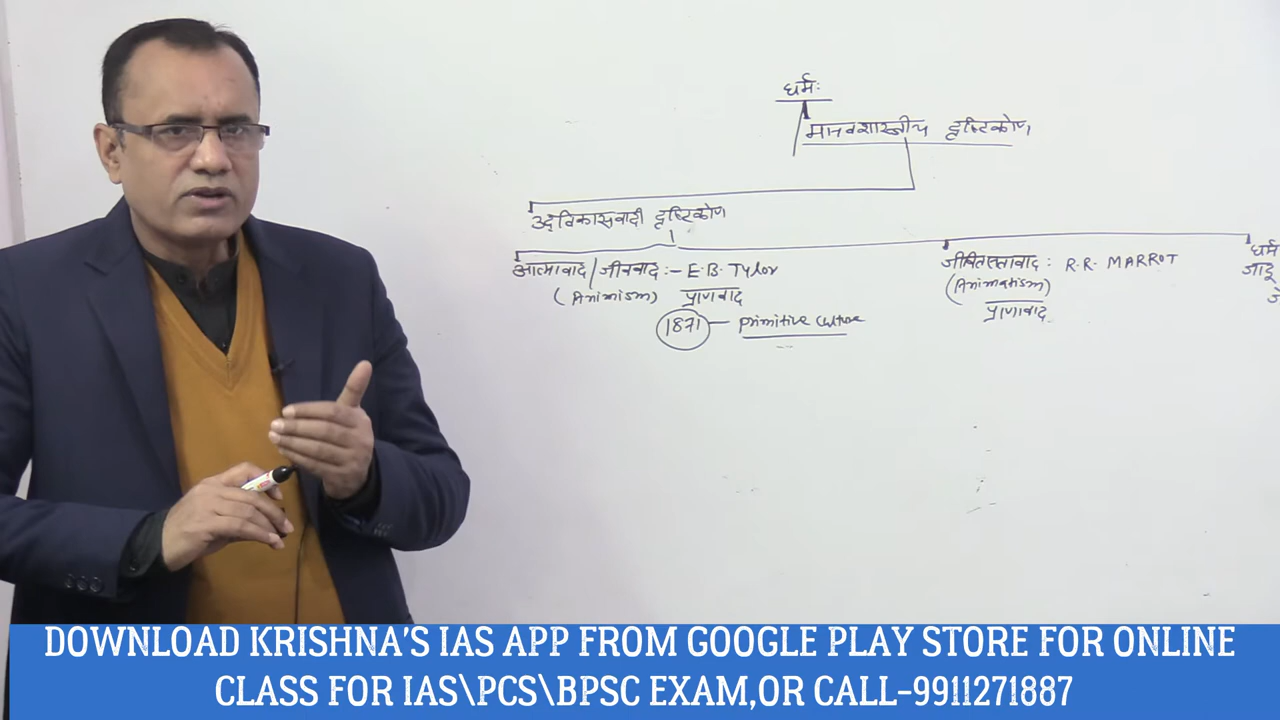 धर्मः
मानवशास्त्रीय दृष्टिकोण
उद्विकासवादी दृष्टिकोण
आत्मावाद/जीववाद:- E.B. Tylor
(Animism) प्राणवाद
1871 - Primitive Culture
जीवितसत्तावाद: R.R. MARROT
(Animatism)
प्राणावाद
धर्म
जादू
DOWNLOAD KRISHNA'S IAS APP FROM GOOGLE PLAY STORE FOR ONLINE
CLASS FOR IAS\PCS\BPSC EXAM,OR CALL-9911271887